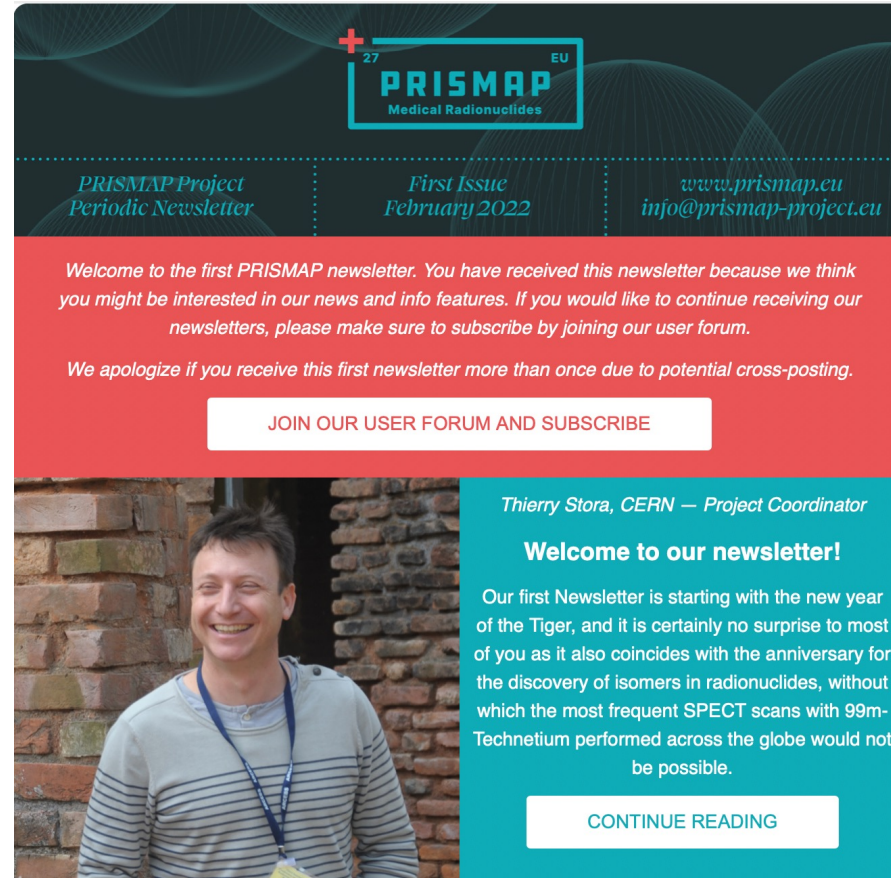 27 EU
PRISMAP
Medical Radionuclides
PRISMAP Project
Periodic Newsletter
First Issue
February 2022
www.prismap.eu
info@prismap-project.eu
Welcome to the first PRISMAP newsletter. You have received this newsletter because we think
you might be interested in our news and info features. If you would like to continue receiving our
newsletters, please make sure to subscribe by joining our user forum.
We apologize if you receive this first newsletter more than once due to potential cross-posting.
JOIN OUR USER FORUM AND SUBSCRIBE
Thierry Stora, CERN — Project Coordinator
Welcome to our newsletter!
Our first Newsletter is starting with the new year
of the Tiger, and it is certainly no surprise to most
of you as it also coincides with the anniversary for
the discovery of isomers in radionuclides, without
which the most frequent SPECT scans with 99m-
Technetium performed across the globe would not
be possible.
CONTINUE READING